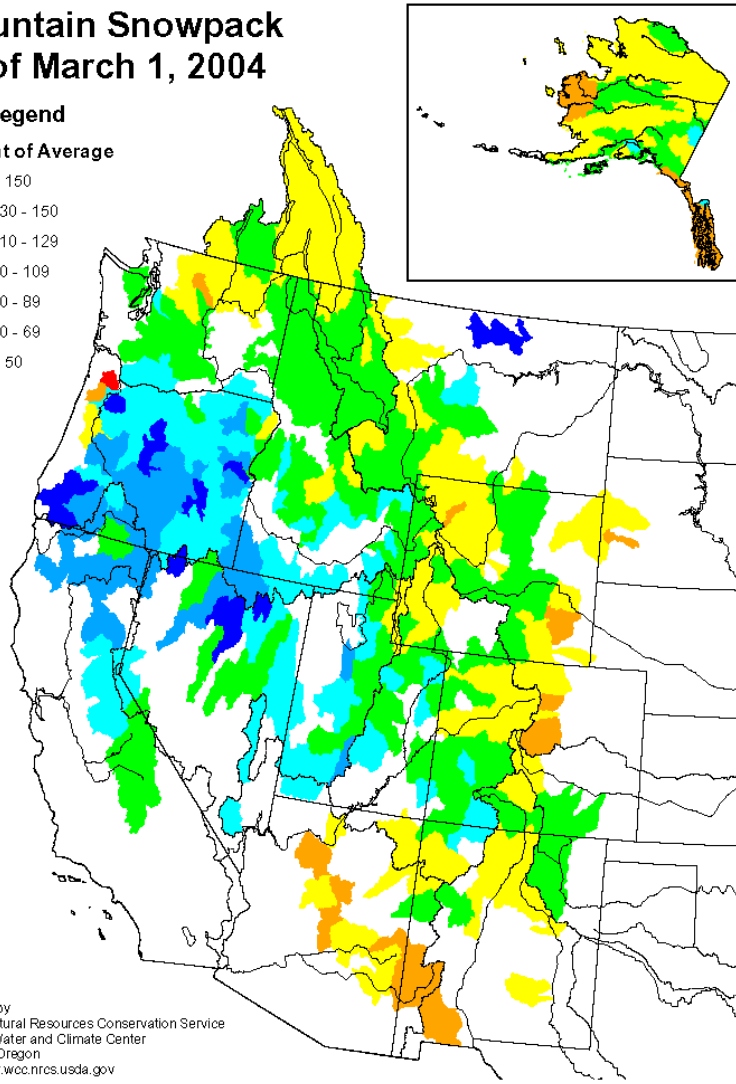 untain Snowpack
of March 1, 2004
egend
t of Average
150
30 - 150
10 - 129
0 - 109
0 - 89
0 - 69
50
by
tural Resources Conservation Service
Water and Climate Center
Oregon
.wcc.nrcs.usda.gov